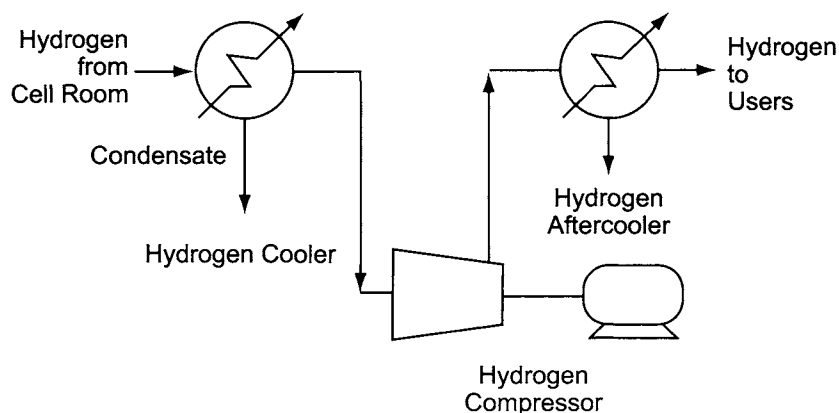 Hydrogen
from
Cell Room
Condensate
Hydrogen Cooler
Hydrogen
to
Users
Hydrogen
Aftercooler
Hydrogen
Compressor